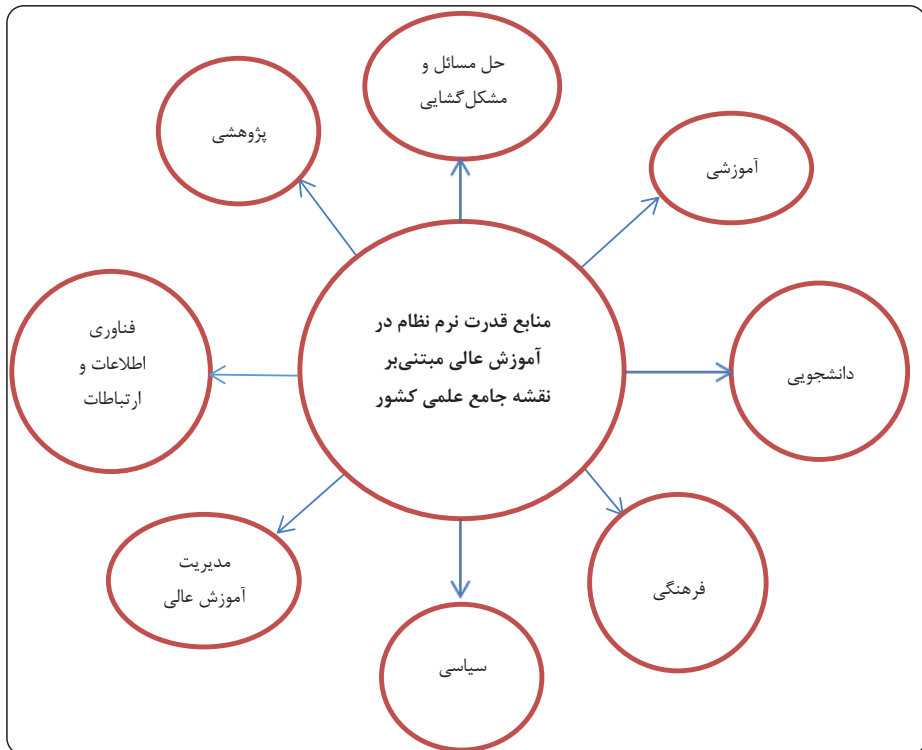 حل مسائل و
مشکل‌گشایی
پژوهشی
آموزشی
منابع قدرت نرم نظام در
آموزش عالی مبتنی‌بر
نقشه جامع علمی کشور
فناوری
اطلاعات و
ارتباطات
دانشجویی
مدیریت
آموزش عالی
فرهنگی
سیاسی